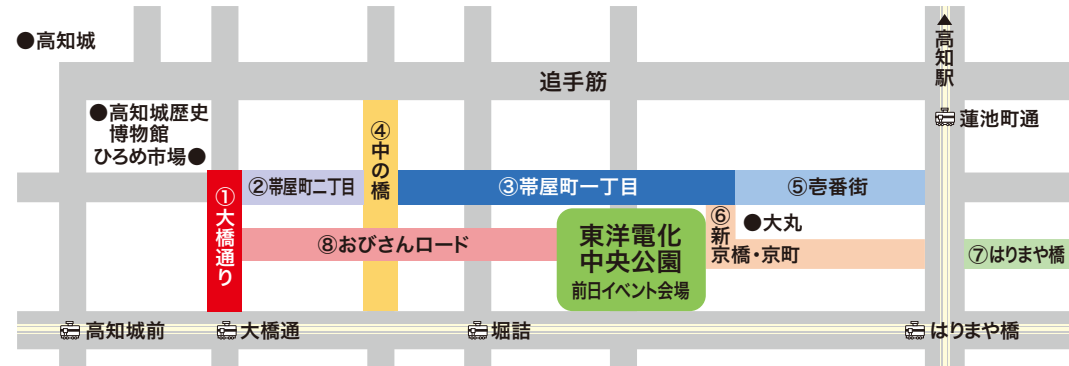 ●高知城
▲高知駅
追手筋
●高知城歴史
博物館
ひろめ市場●
蓮池町通
④中の橋
①大橋通り
②帯屋町二丁目
③帯屋町一丁目
⑤壱番街
⑥新
京橋・京町
●大丸
⑧おびさんロード
東洋電化
中央公園
前日イベント会場
⑦はりまや橋
高知城前
大橋通
堀詰
はりまや橋